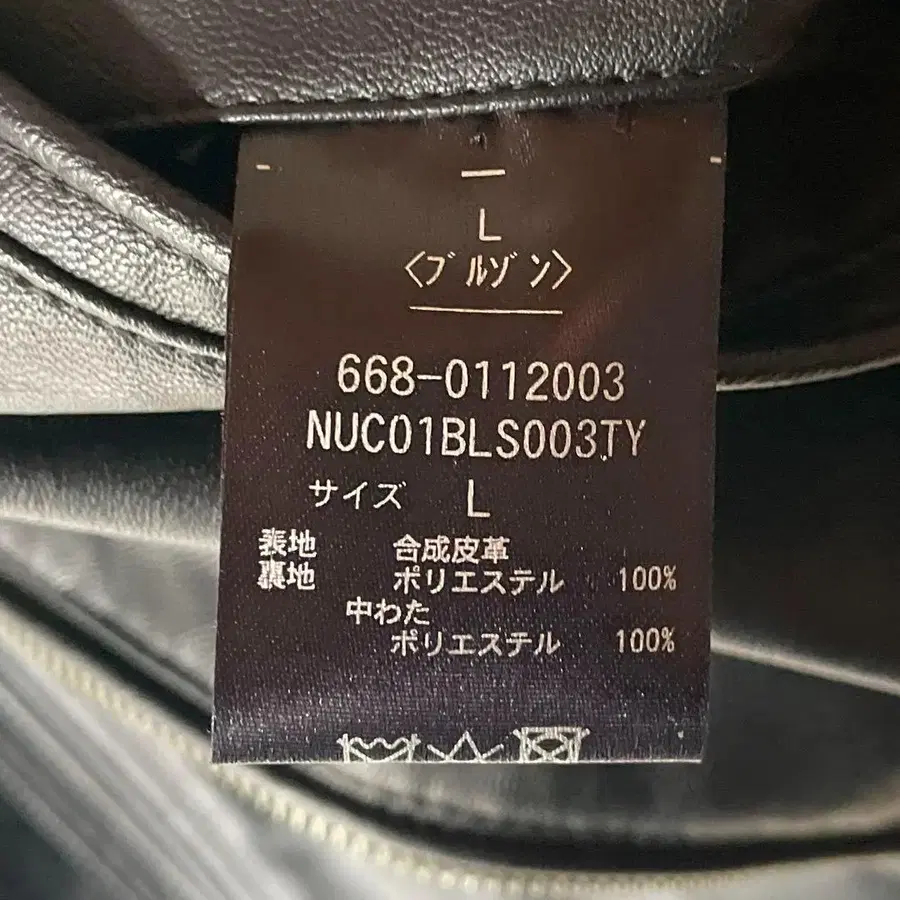 L
〈ブルゾン〉
668-0112003
NUC01BLS003TY
サイズ L
表地 合成皮革
裏地 ポリエステル 100%
中わた
ポリエステル 100%